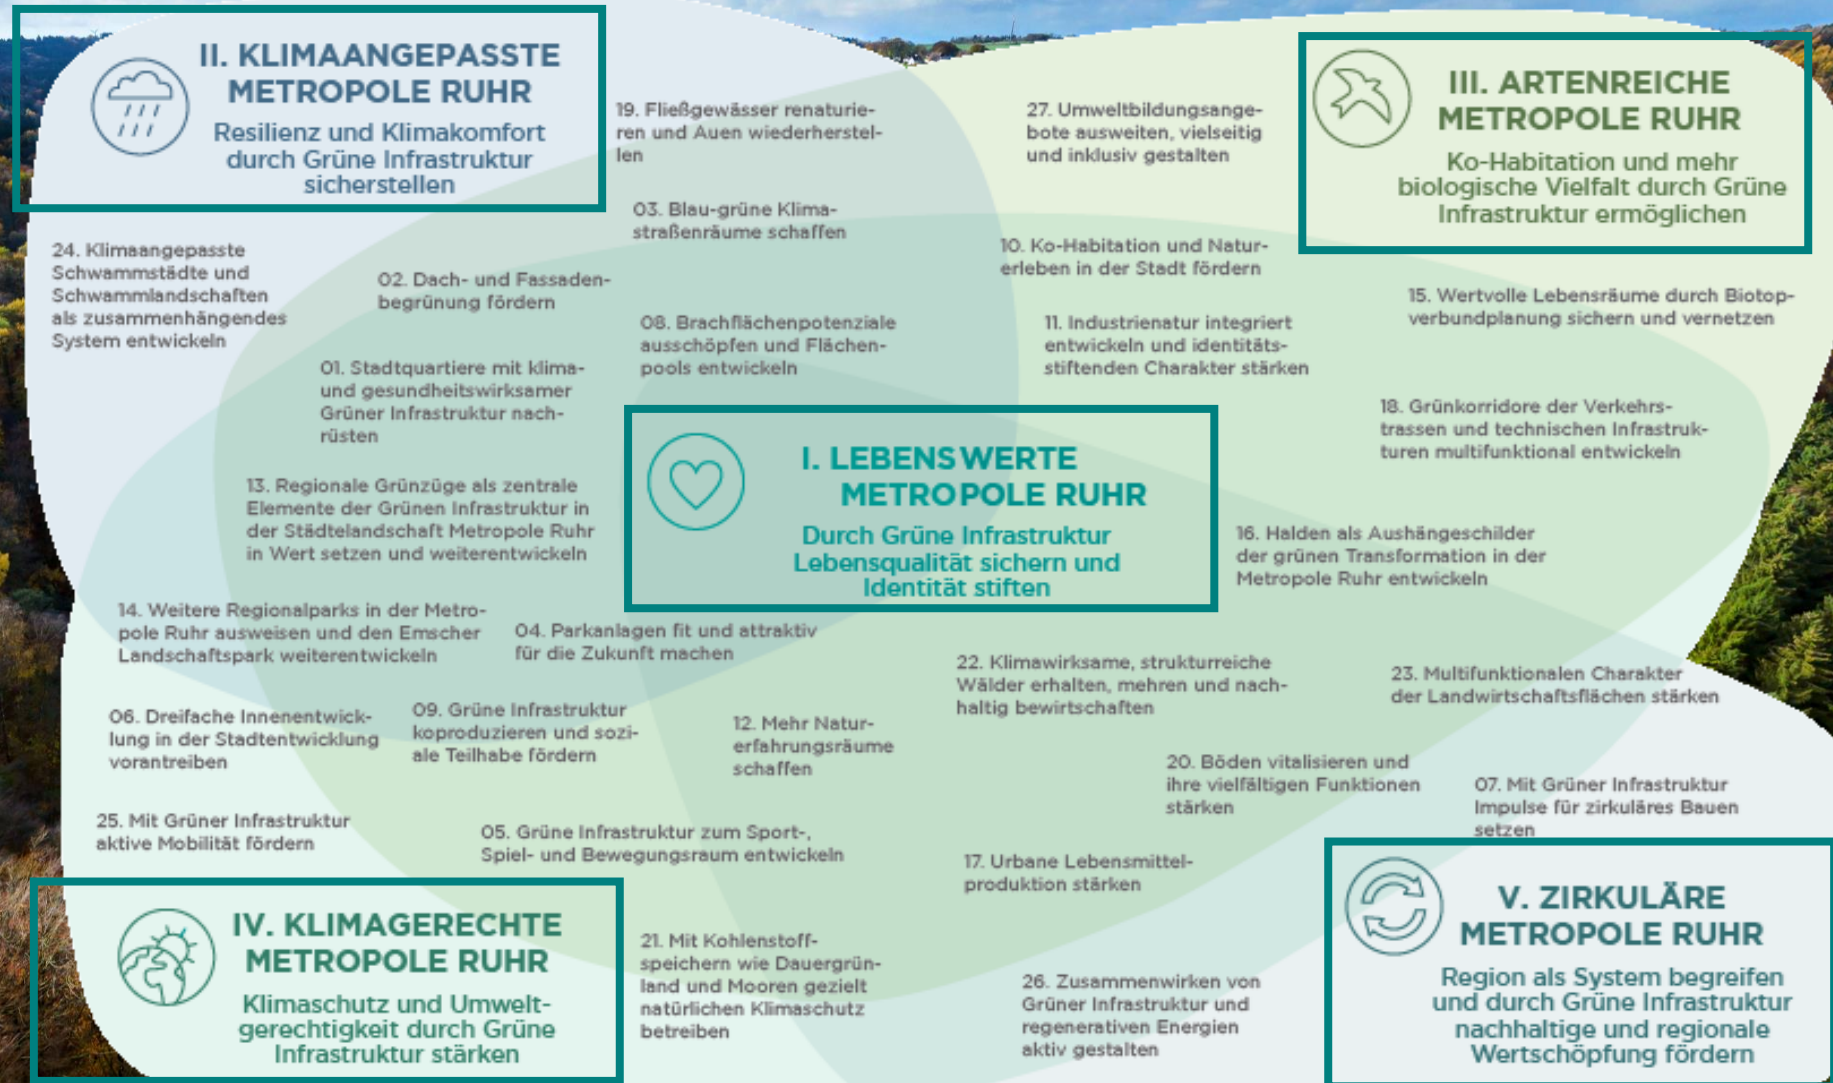 II. KLIMAANGEPASSTE
METROPOLE RUHR
Resilienz und Klimakomfort
durch Grüne Infrastruktur
sicherstellen
19. Fließgewässer renaturie-
ren und Auen wiederherstel-
len
27. Umweltbildungsange-
bote ausweiten, vielseitig
und inklusiv gestalten
III. ARTENREICHE
METROPOLE RUHR
Ko-Habitation und mehr
biologische Vielfalt durch Grüne
Infrastruktur ermöglichen
03. Blau-grüne Klima-
straßenräume schaffen
24. Klimaangepasste
Schwammstädte und
Schwammlandschaften
als zusammenhängendes
System entwickeln
02. Dach- und Fassaden-
begrünung fördern
10. Ko-Habitation und Natur-
erleben in der Stadt fördern
15. Wertvolle Lebensräume durch Biotop-
verbundplanung sichern und vernetzen
08. Brachflächenpotenziale
ausschöpfen und Flächen-
pools entwickeln
11. Industrienatur integriert
entwickeln und identitäts-
stiftenden Charakter stärken
01. Stadtquartiere mit klima-
und gesundheitswirksamer
Grüner Infrastruktur nach-
rüsten
18. Grünkorridore der Verkehrs-
trassen und technischen Infrastruk-
turen multifunktional entwickeln
I. LEBENSWERTE
METROPOLE RUHR
Durch Grüne Infrastruktur
Lebensqualität sichern und
Identität stiften
13. Regionale Grünzüge als zentrale
Elemente der Grünen Infrastruktur in
der Städtelandschaft Metropole Ruhr
in Wert setzen und weiterentwickeln
16. Halden als Aushängeschilder
der grünen Transformation in der
Metropole Ruhr entwickeln
14. Weitere Regionalparks in der Metro-
pole Ruhr ausweisen und den Emscher
Landschaftspark weiterentwickeln
04. Parkanlagen fit und attraktiv
für die Zukunft machen
22. Klimawirksame, strukturreiche
Wälder erhalten, mehren und nach-
haltig bewirtschaften
23. Multifunktionalen Charakter
der Landwirtschaftsflächen stärken
06. Dreifache Innenentwick-
lung in der Stadtentwicklung
vorantreiben
09. Grüne Infrastruktur
koproduzieren und sozi-
ale Teilhabe fördern
12. Mehr Natur-
erfahrungsräume
schaffen
20. Böden vitalisieren und
ihre vielfältigen Funktionen
stärken
07. Mit Grüner Infrastruktur
Impulse für zirkuläres Bauen
setzen
25. Mit Grüner Infrastruktur
aktive Mobilität fördern
05. Grüne Infrastruktur zum Sport-,
Spiel- und Bewegungsraum entwickeln
17. Urbane Lebensmittel-
produktion stärken
IV. KLIMAGERECHTE
METROPOLE RUHR
Klimaschutz und Umwelt-
gerechtigkeit durch Grüne
Infrastruktur stärken
21. Mit Kohlenstoff-
speichern wie Dauergrün-
land und Mooren gezielt
natürlichen Klimaschutz
betreiben
26. Zusammenwirken von
Grüner Infrastruktur und
regenerativen Energien
aktiv gestalten
V. ZIRKULÄRE
METROPOLE RUHR
Region als System begreifen
und durch Grüne Infrastruktur
nachhaltige und regionale
Wertschöpfung fördern